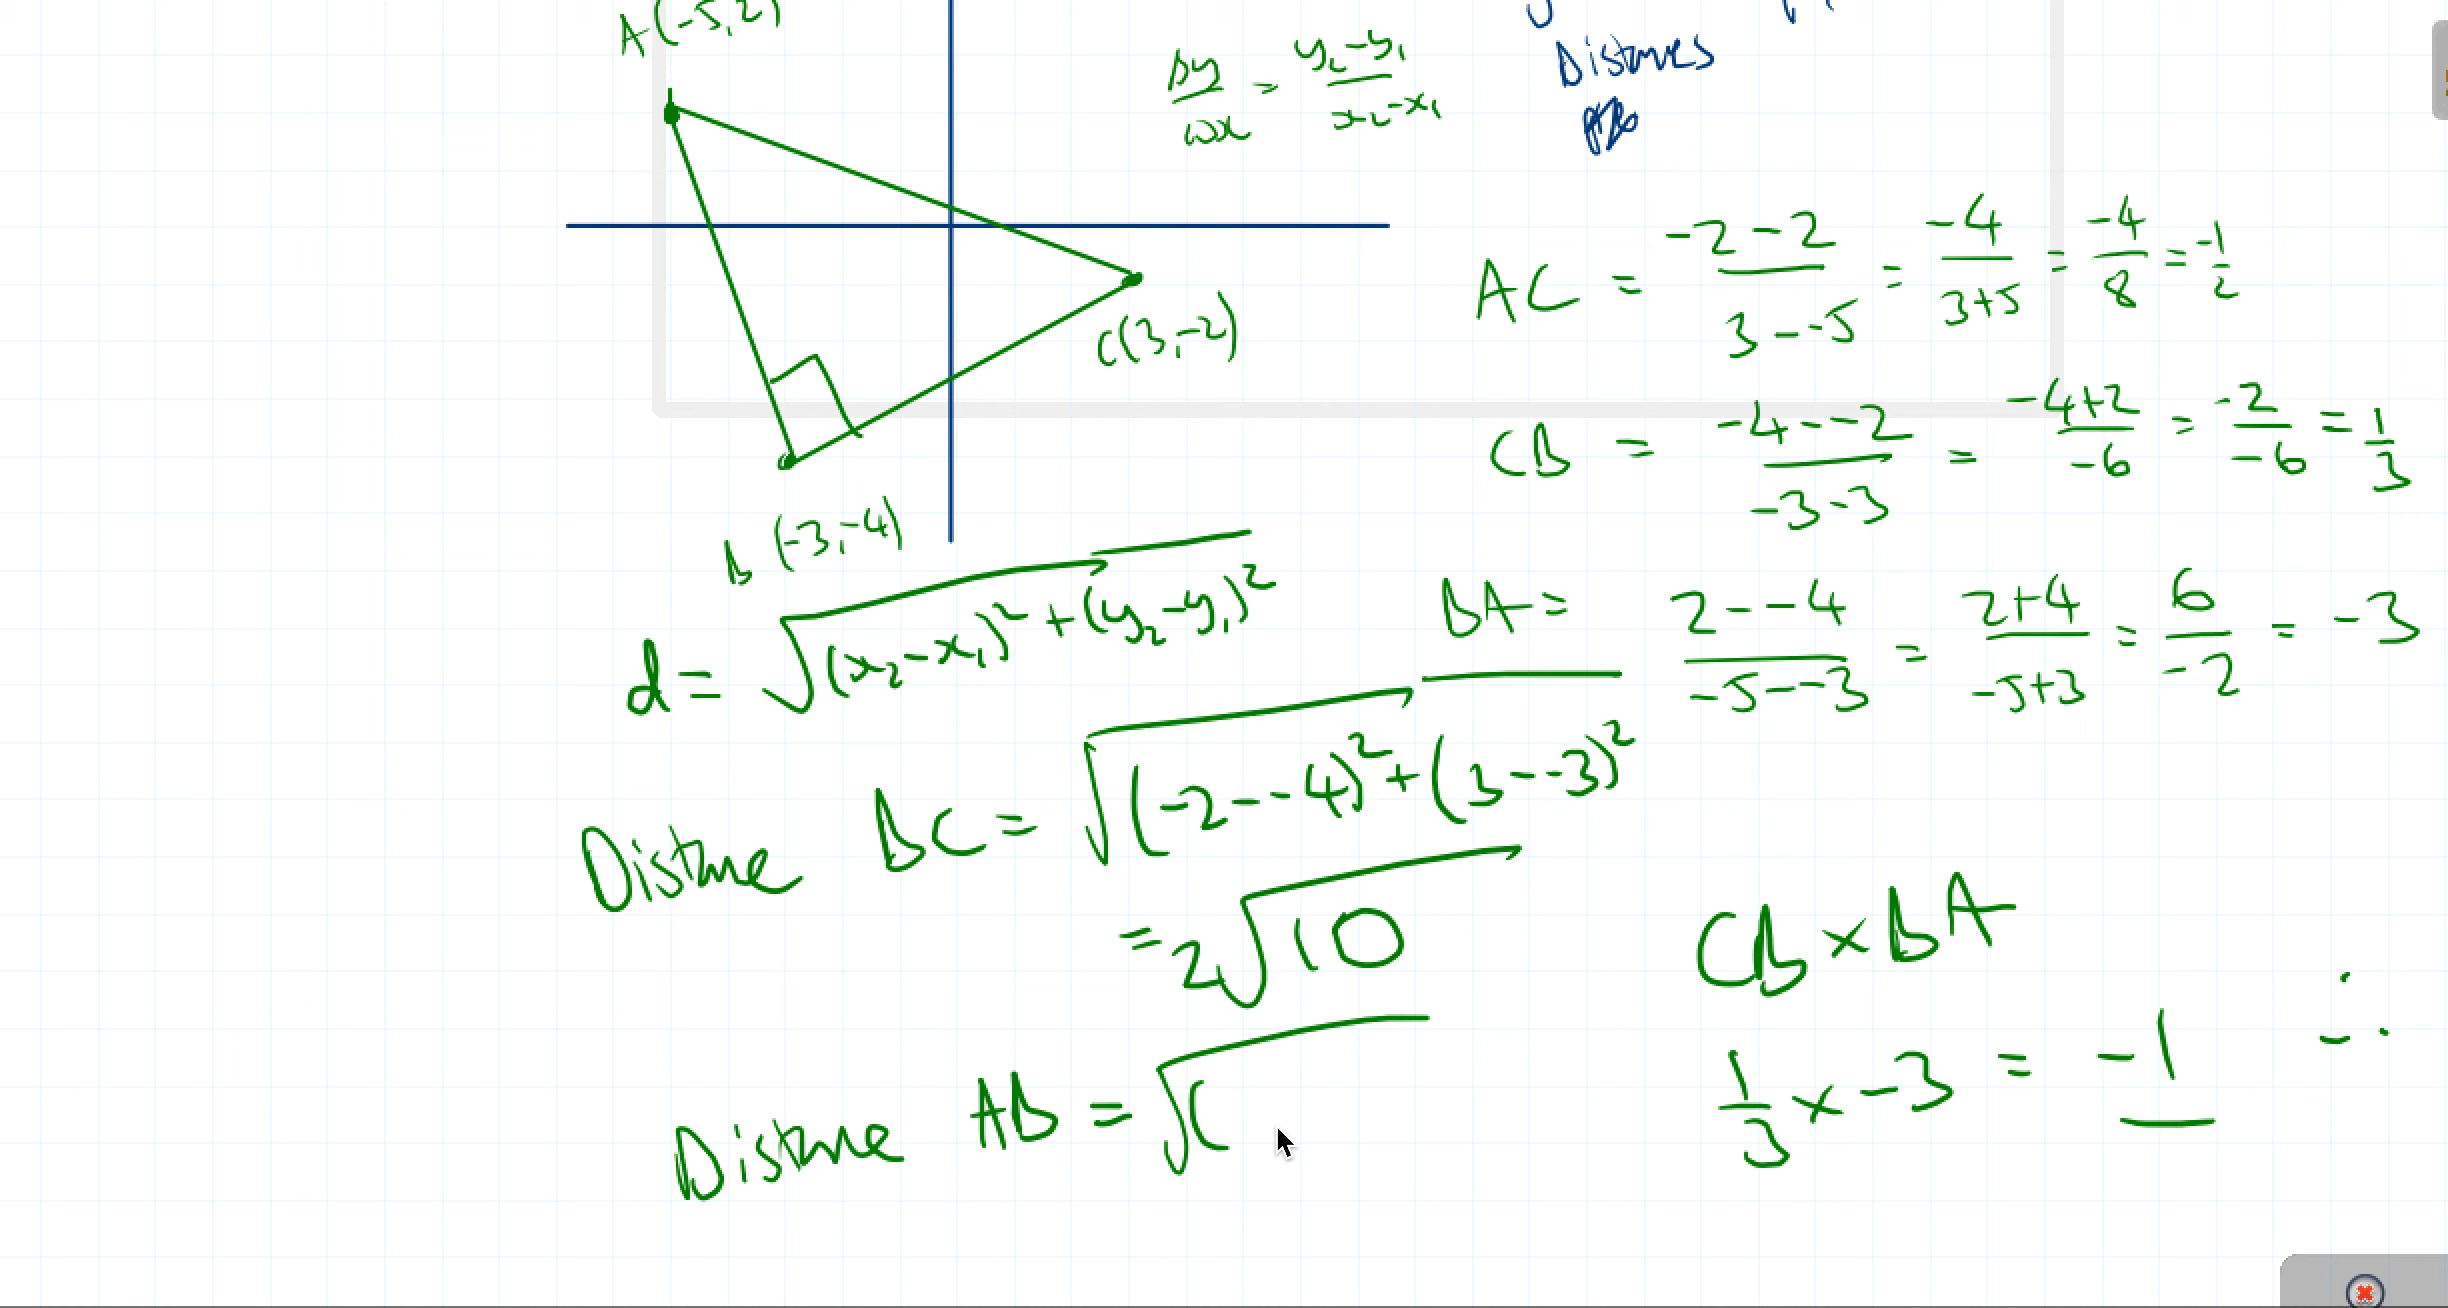 A(-5,2)
Δy/Δx = y₂-y₁/x₂-x₁
Distances
AC = -2-2/3--5 = -4/3+5 = -4/8 = -1/2
C(3,-2)
CB = -4--2/-3-3 = -4+2/-6 = -2/-6 = 1/3
B (-3,-4)
d = √(x₂-x₁)²+(y₂-y₁)²
BA = 2--4/-5--3 = 2+4/-5+3 = 6/-2 = -3
Distance BC = √(-2--4)²+(3--3)²
= 2√10
CB×BA
1/3 × -3 = -1
Distance AB = √(